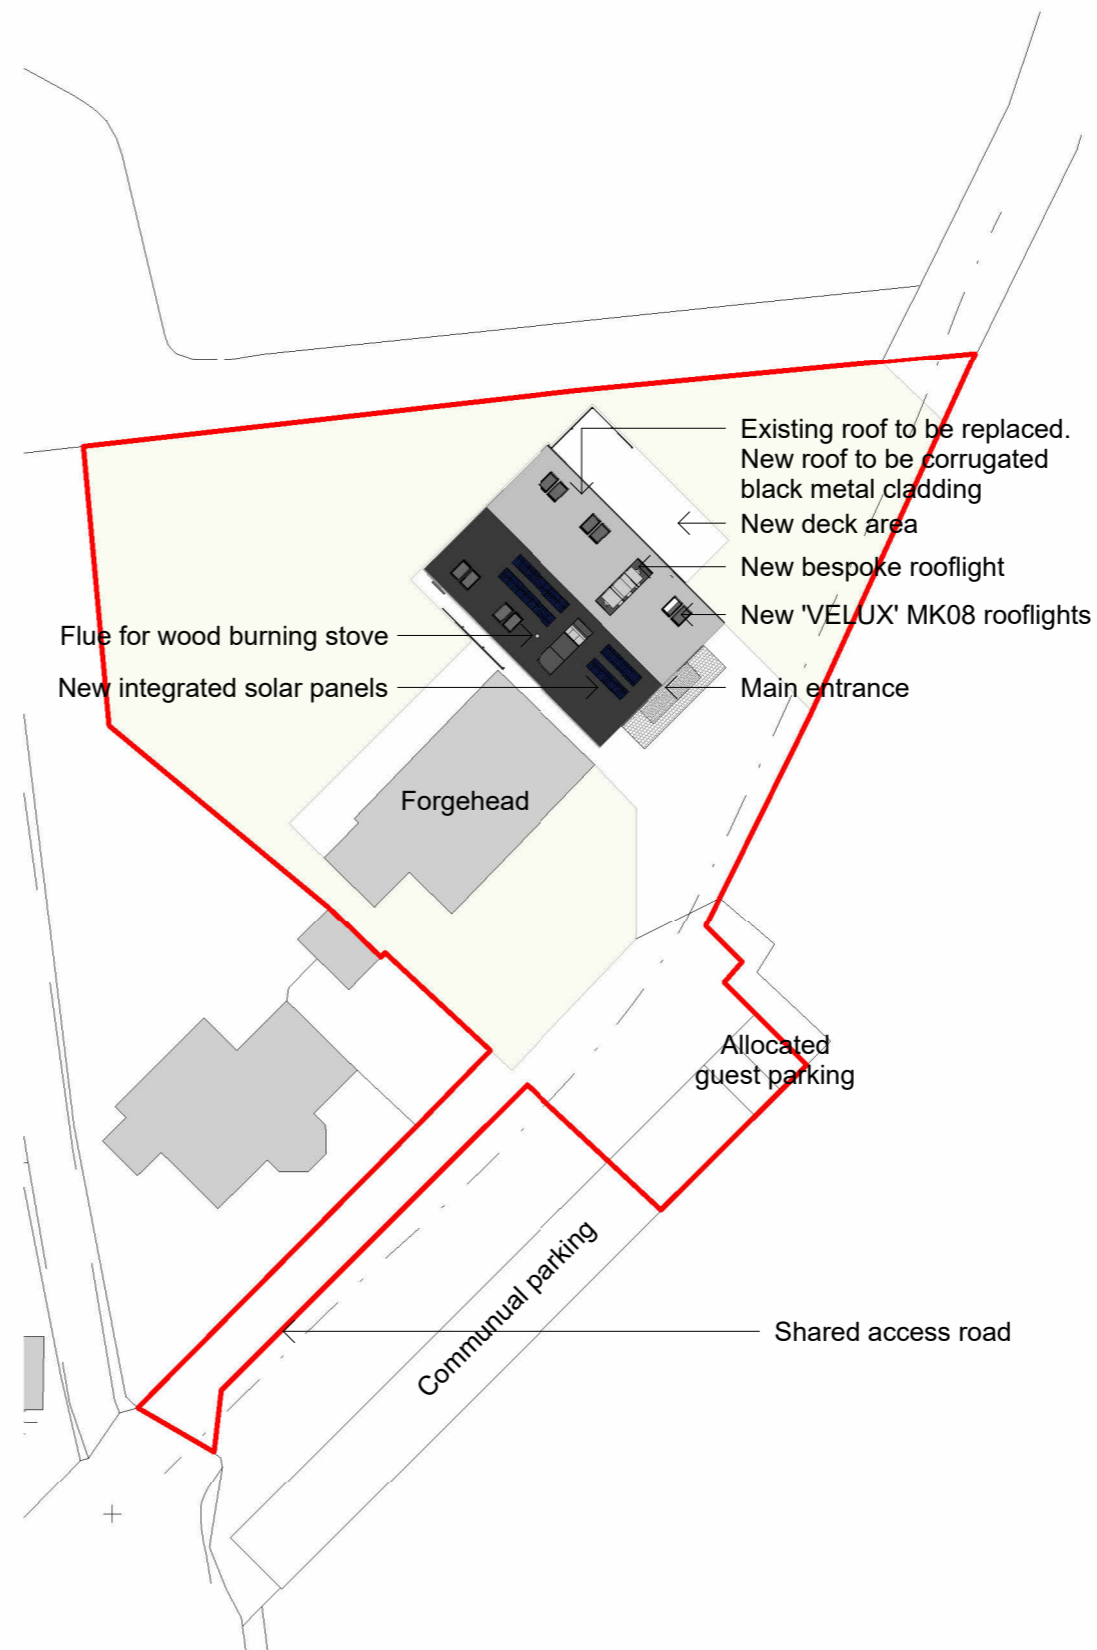 Existing roof to be replaced.
New roof to be corrugated
black metal cladding
New deck area
New bespoke rooflight
New 'VELUX' MK08 rooflights
Flue for wood burning stove
New integrated solar panels
Main entrance
Forgehead
Allocated
guest parking
Communual parking
Shared access road